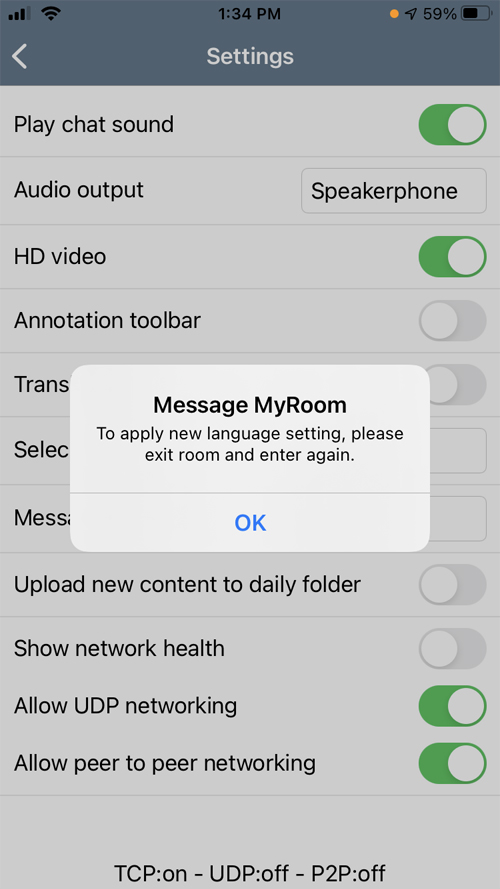 1:34 PM
59%
Settings
Play chat sound
Audio output
Speakerphone
HD video
Annotation toolbar
Trans
Message MyRoom
To apply new language setting, please
exit room and enter again.
Selec
OK
Messa
Upload new content to daily folder
Show network health
Allow UDP networking
Allow peer to peer networking
TCP:on - UDP:off - P2P:off